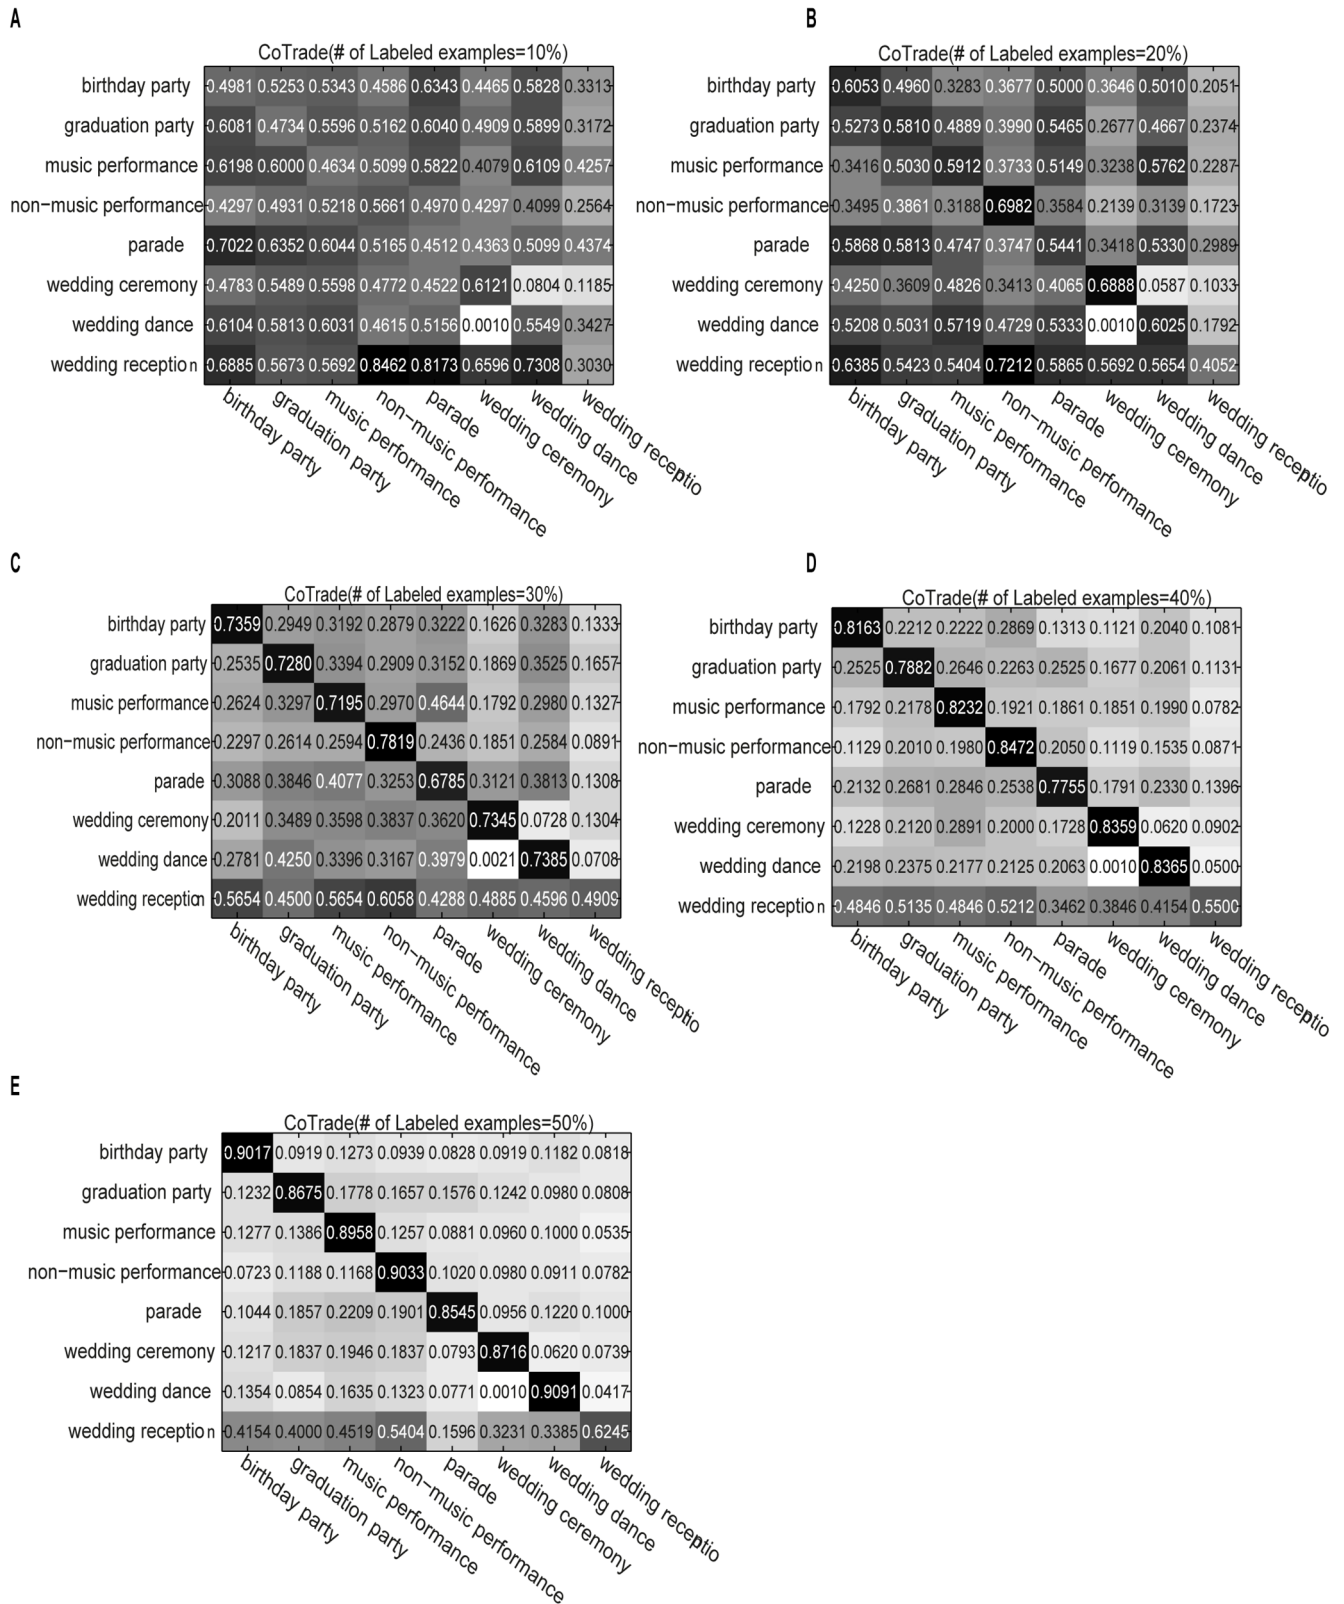 A
CoTrade(# of Labeled examples=10%)
birthday party 0.4981 0.5253 0.5343 0.4586 0.6343 0.4465 0.5828 0.3313
graduation party 0.6081 0.4734 0.5596 0.5162 0.6040 0.4909 0.5899 0.3172
music performance 0.6198 0.6000 0.4634 0.5099 0.5822 0.4079 0.6109 0.4257
non-music performance 0.4297 0.4931 0.5218 0.5661 0.4970 0.4297 0.4099 0.2564
parade 0.7022 0.6352 0.6044 0.5165 0.4512 0.4363 0.5099 0.4374
wedding ceremony 0.4783 0.5489 0.5598 0.4772 0.4522 0.6121 0.0804 0.1185
wedding dance 0.6104 0.5813 0.6031 0.4615 0.5156 0.0010 0.5549 0.3427
wedding reception 0.6885 0.5673 0.5692 0.8462 0.8173 0.6596 0.7308 0.3030
birthday party
graduation party
music performance
non-music performance
parade
wedding ceremony
wedding dance
wedding receptio
B
CoTrade(# of Labeled examples=20%)
birthday party 0.6053 0.4960 0.3283 0.3677 0.5000 0.3646 0.5010 0.2051
graduation party 0.5273 0.5810 0.4889 0.3990 0.5465 0.2677 0.4667 0.2374
music performance 0.3416 0.5030 0.5912 0.3733 0.5149 0.3238 0.5762 0.2287
non-music performance 0.3495 0.3861 0.3188 0.6982 0.3584 0.2139 0.3139 0.1723
parade 0.5868 0.5813 0.4747 0.3747 0.5441 0.3418 0.5330 0.2989
wedding ceremony 0.4250 0.3609 0.4826 0.3413 0.4065 0.6888 0.0587 0.1033
wedding dance 0.5208 0.5031 0.5719 0.4729 0.5333 0.0010 0.6025 0.1792
wedding reception 0.6385 0.5423 0.5404 0.7212 0.5865 0.5692 0.5654 0.4052
birthday party
graduation party
music performance
non-music performance
parade
wedding ceremony
wedding dance
wedding receptio
C
CoTrade(# of Labeled examples=30%)
birthday party 0.7359 0.2949 0.3192 0.2879 0.3222 0.1626 0.3283 0.1333
graduation party 0.2535 0.7280 0.3394 0.2909 0.3152 0.1869 0.3525 0.1657
music performance 0.2624 0.3297 0.7195 0.2970 0.4644 0.1792 0.2980 0.1327
non-music performance 0.2297 0.2614 0.2594 0.7819 0.2436 0.1851 0.2584 0.0891
parade 0.3088 0.3846 0.4077 0.3253 0.6785 0.3121 0.3813 0.1308
wedding ceremony 0.2011 0.3489 0.3598 0.3837 0.3620 0.7345 0.0728 0.1304
wedding dance 0.2781 0.4250 0.3396 0.3167 0.3979 0.0021 0.7385 0.0708
wedding reception 0.5654 0.4500 0.5654 0.6058 0.4288 0.4885 0.4596 0.4909
birthday party
graduation party
music performance
non-music performance
parade
wedding ceremony
wedding dance
wedding receptio
D
CoTrade(# of Labeled examples=40%)
birthday party 0.8163 0.2212 0.2222 0.2869 0.1313 0.1121 0.2040 0.1081
graduation party 0.2525 0.7882 0.2646 0.2263 0.2525 0.1677 0.2061 0.1131
music performance 0.1792 0.2178 0.8232 0.1921 0.1861 0.1851 0.1990 0.0782
non-music performance 0.1129 0.2010 0.1980 0.8472 0.2050 0.1119 0.1535 0.0871
parade 0.2132 0.2681 0.2846 0.2538 0.7755 0.1791 0.2330 0.1396
wedding ceremony 0.1228 0.2120 0.2891 0.2000 0.1728 0.8359 0.0620 0.0902
wedding dance 0.2198 0.2375 0.2177 0.2125 0.2063 0.0010 0.8365 0.0500
wedding reception 0.4846 0.5135 0.4846 0.5212 0.3462 0.3846 0.4154 0.5500
birthday party
graduation party
music performance
non-music performance
parade
wedding ceremony
wedding dance
wedding receptio
E
CoTrade(# of Labeled examples=50%)
birthday party 0.9017 0.0919 0.1273 0.0939 0.0828 0.0919 0.1182 0.0818
graduation party 0.1232 0.8675 0.1778 0.1657 0.1576 0.1242 0.0980 0.0808
music performance 0.1277 0.1386 0.8958 0.1257 0.0881 0.0960 0.1000 0.0535
non-music performance 0.0723 0.1188 0.1168 0.9033 0.1020 0.0980 0.0911 0.0782
parade 0.1044 0.1857 0.2209 0.1901 0.8545 0.0956 0.1220 0.1000
wedding ceremony 0.1217 0.1837 0.1946 0.1837 0.0793 0.8716 0.0620 0.0739
wedding dance 0.1354 0.0854 0.1635 0.1323 0.0771 0.0010 0.9091 0.0417
wedding reception 0.4154 0.4000 0.4519 0.5404 0.1596 0.3231 0.3385 0.6245
birthday party
graduation party
music performance
non-music performance
parade
wedding ceremony
wedding dance
wedding receptio